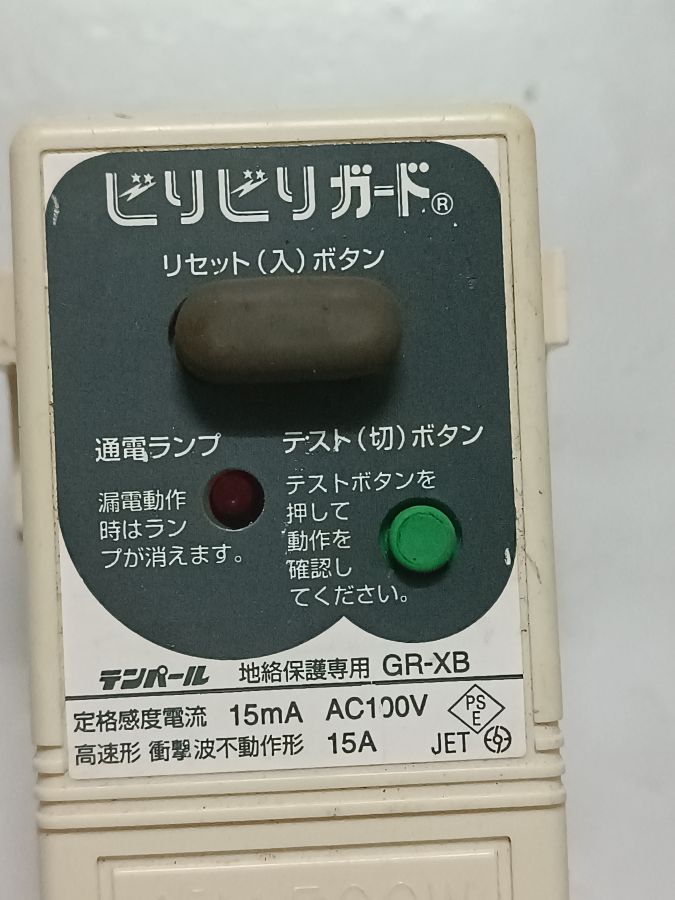 ビリビリガード®
リセット(入)ボタン
通電ランプ
漏電動作
時はラン
プが消えます。
テスト(切)ボタン
テストボタンを
押して
動作を
確認し
てください。
テンパール 地絡保護専用 GR-XB
定格感度電流 15mA AC100V
高速形 衝撃波不動作形 15A
PS
E
JET